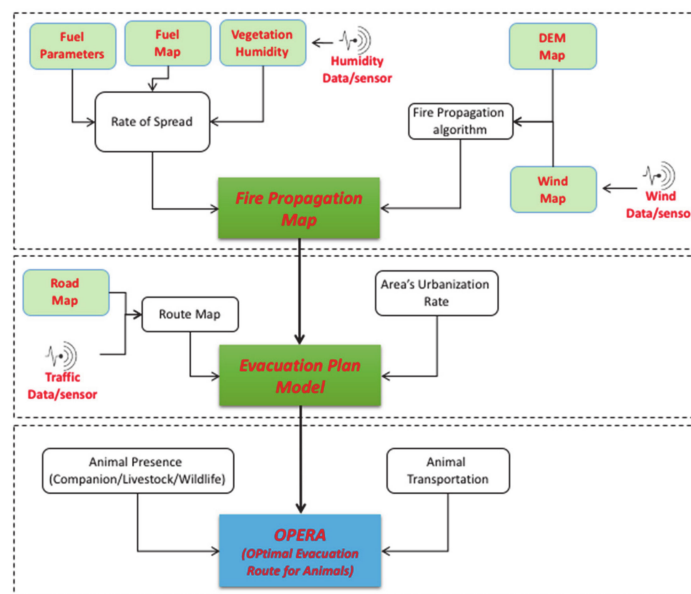 Fuel
Parameters
Fuel
Map
Vegetation
Humidity
Humidity
Data/sensor
DEM
Map
Rate of Spread
Fire Propagation
algorithm
Fire Propagation
Map
Wind
Map
Wind
Data/sensor
Road
Map
Route Map
Area's Urbanization
Rate
Traffic
Data/sensor
Evacuation Plan
Model
Animal Presence
(Companion/Livestock/Wildlife)
Animal
Transportation
OPERA
(OPtimal Evacuation
Route for Animals)